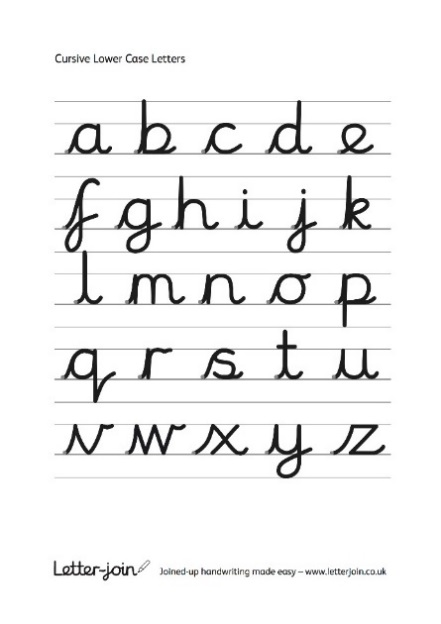 Cursive Lower Case Letters
a b c d e
f g h i j k
l m n o p
q r s t u
v w x y z
Letter-join Joined-up handwriting made easy – www.letterjoin.co.uk